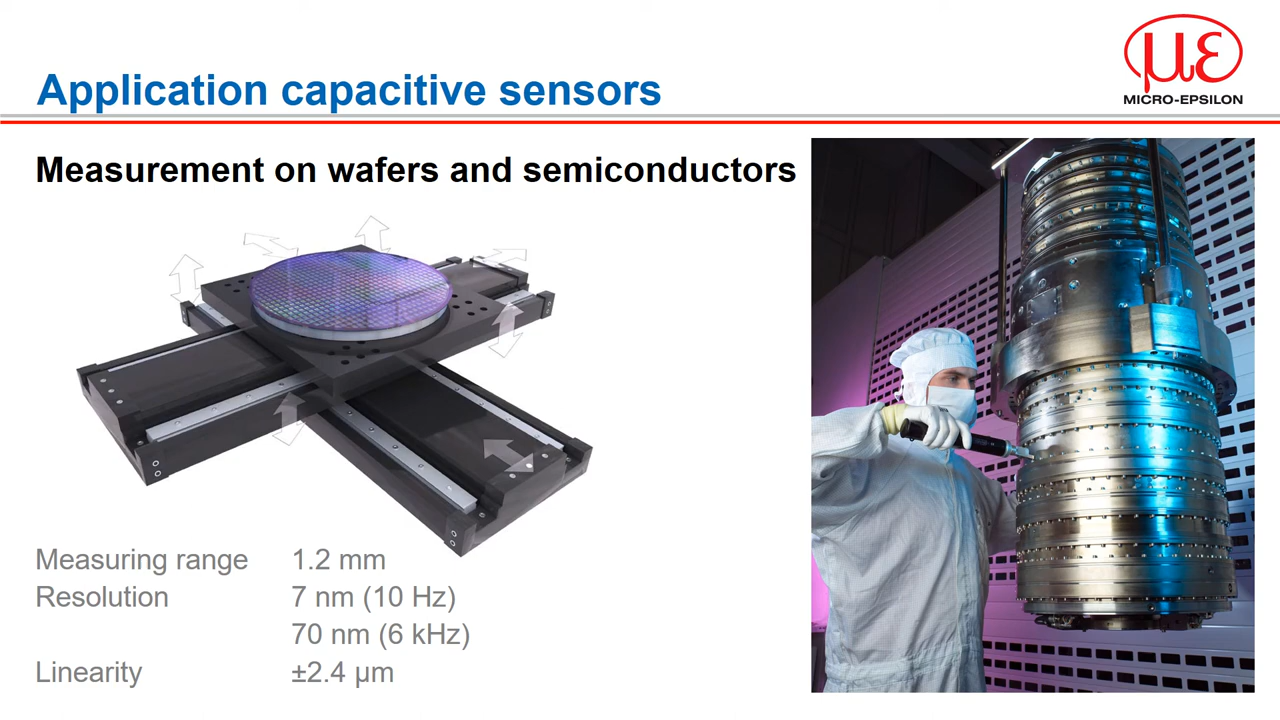 Application capacitive sensors
με
MICRO-EPSILON
Measurement on wafers and semiconductors
Measuring range 1.2 mm
Resolution 7 nm (10 Hz)
70 nm (6 kHz)
Linearity ±2.4 µm